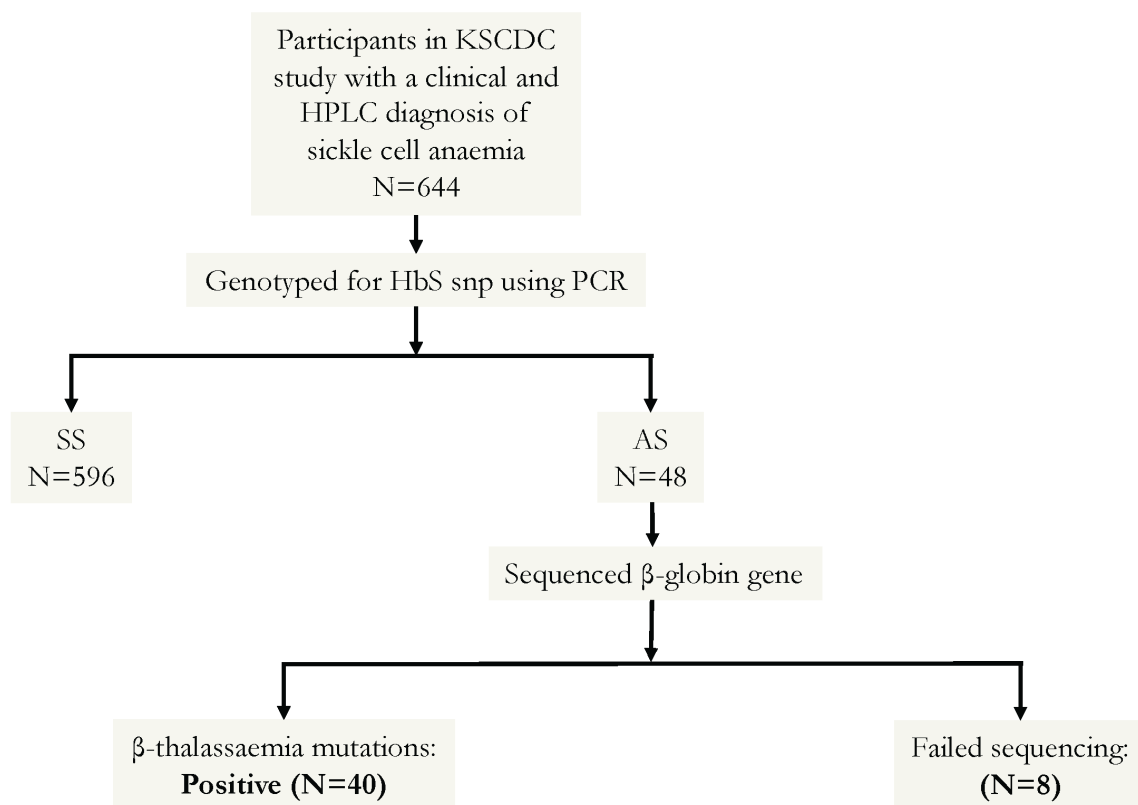 Participants in KSCDC
study with a clinical and
HPLC diagnosis of
sickle cell anaemia
N=644
Genotyped for HbS snp using PCR
SS
N=596
AS
N=48
Sequenced β-globin gene
β-thalassaemia mutations:
Positive (N=40)
Failed sequencing:
(N=8)